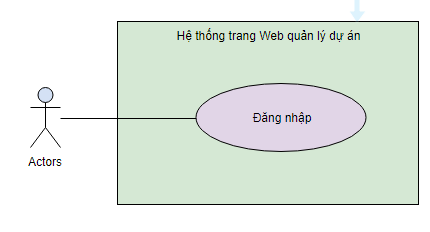 Hệ thống trang Web quản lý dự án
Đăng nhập
Actors